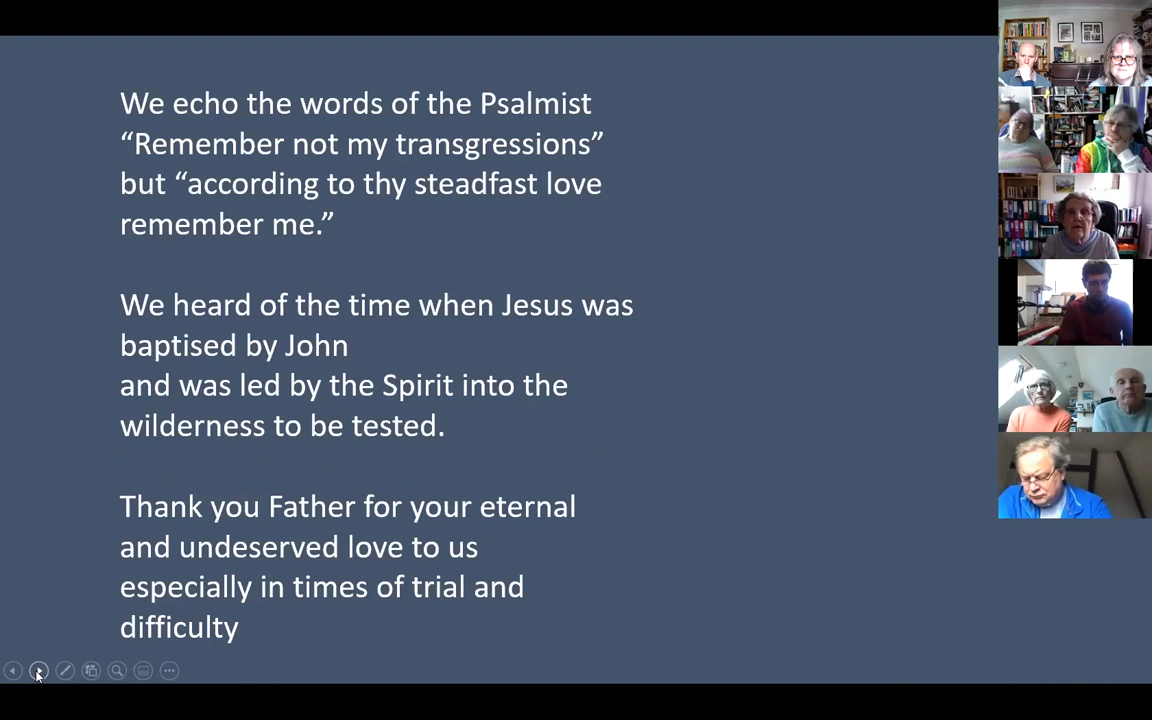 We echo the words of the Psalmist
“Remember not my transgressions”
but “according to thy steadfast love
remember me.”
We heard of the time when Jesus was
baptised by John
and was led by the Spirit into the
wilderness to be tested.
Thank you Father for your eternal
and undeserved love to us
especially in times of trial and
difficulty